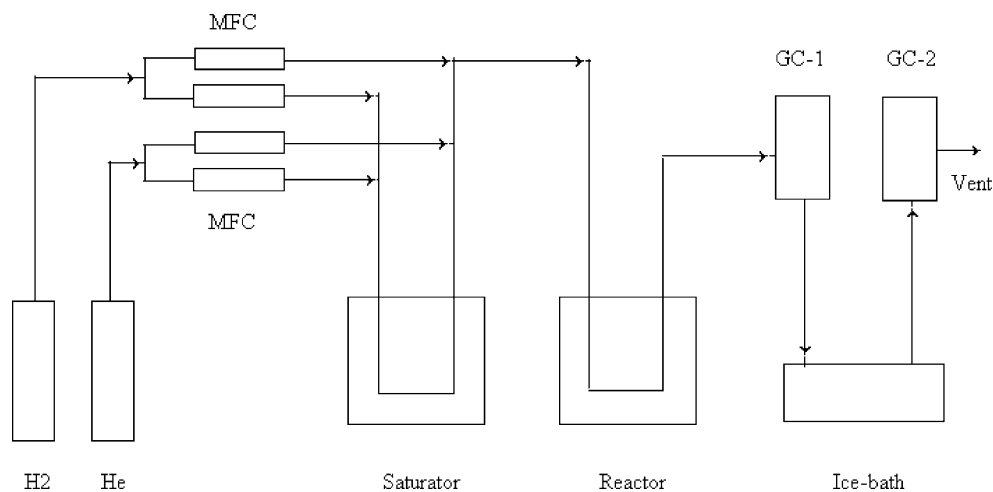 MFC
GC-1
GC-2
Vent
MFC
H2
He
Saturator
Reactor
Ice-bath